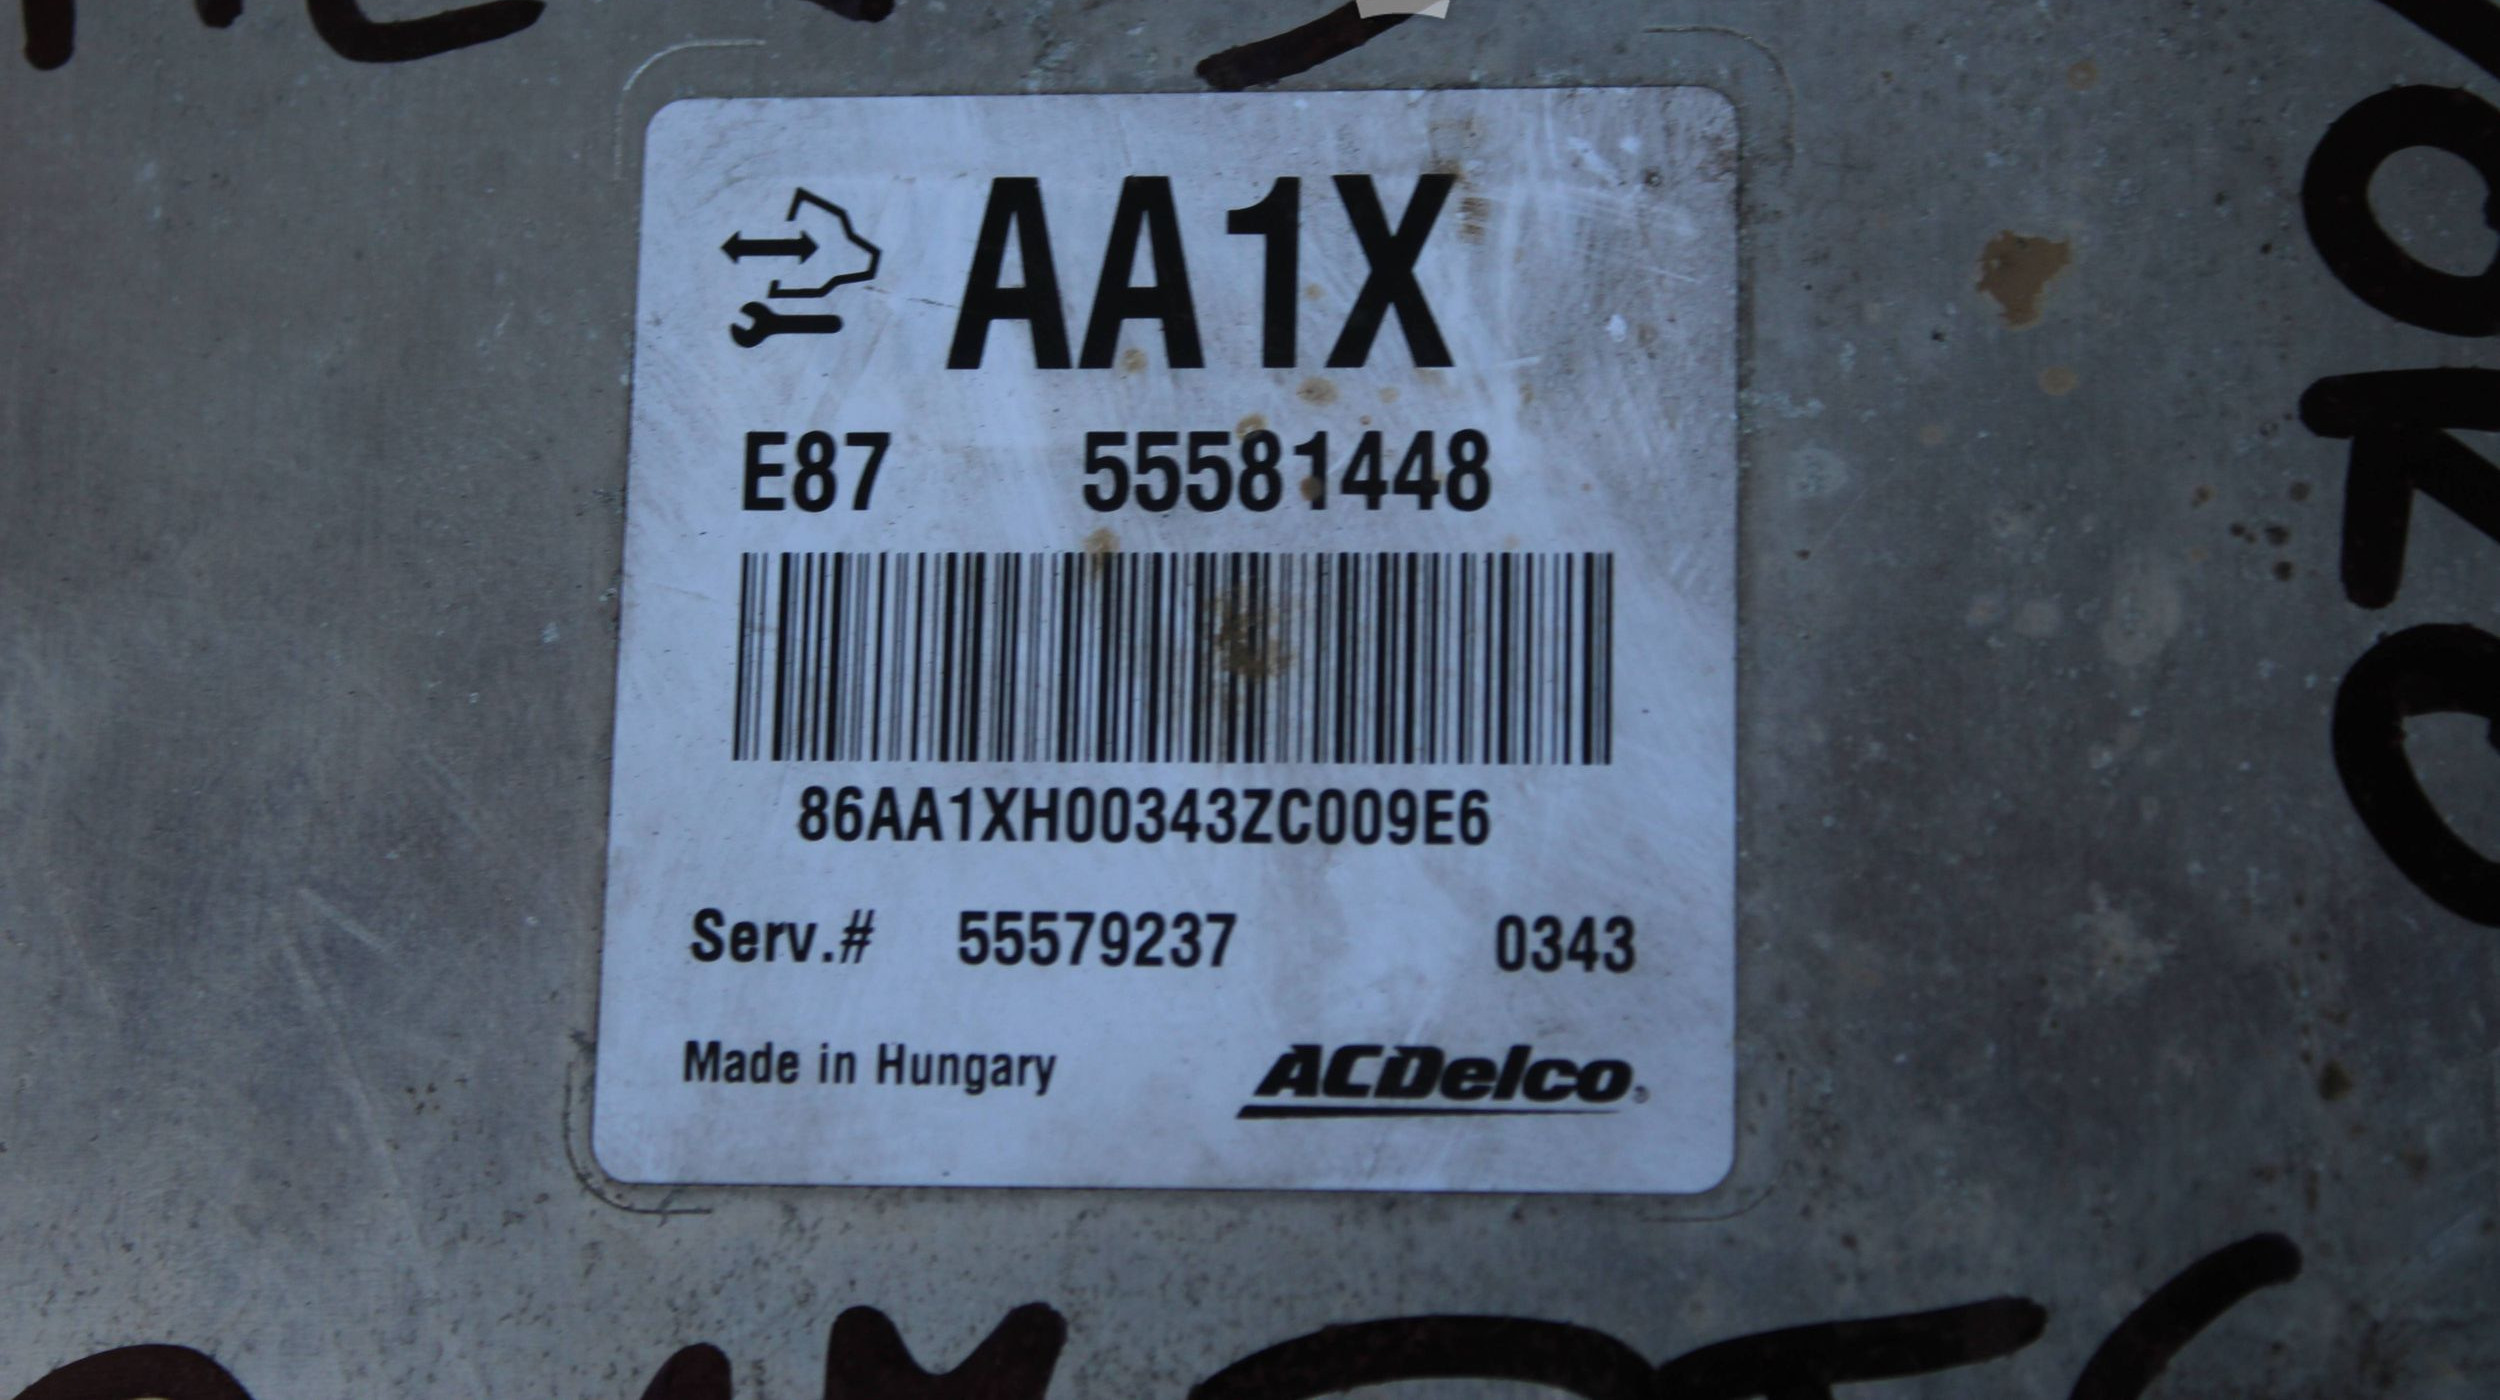 AA1X
E87 55581448
86AA1XH00343ZC009E6
Serv.# 55579237 0343
Made in Hungary ACDelco®